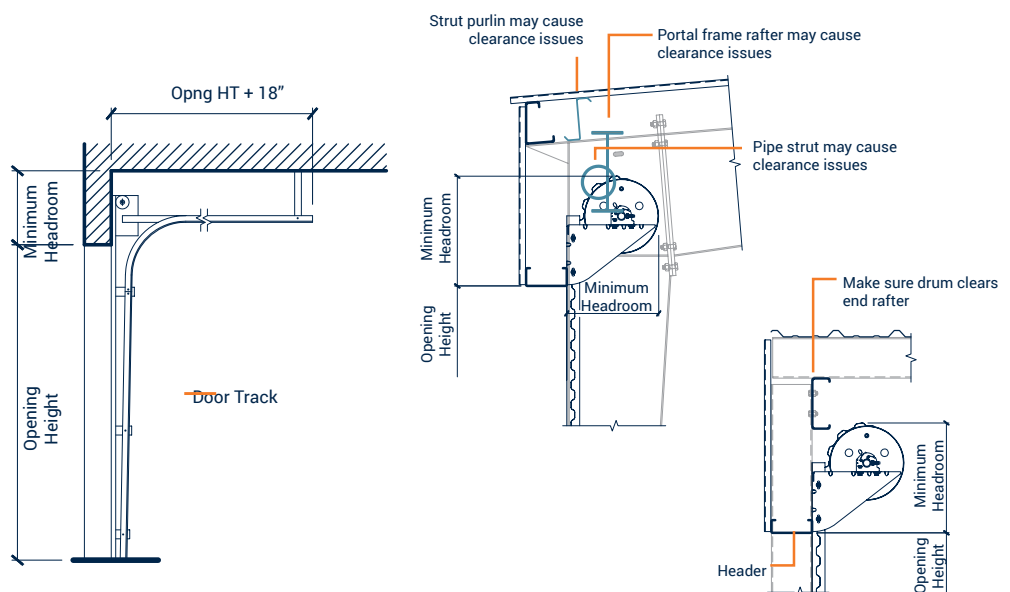 Opng HT + 18”
Minimum
Headroom
Opening
Height
Door Track
Strut purlin may cause
clearance issues
Portal frame rafter may cause
clearance issues
Pipe strut may cause
clearance issues
Minimum
Headroom
Minimum
Headroom
Opening
Height
Make sure drum clears
end rafter
Minimum
Headroom
Header
Opening
Height